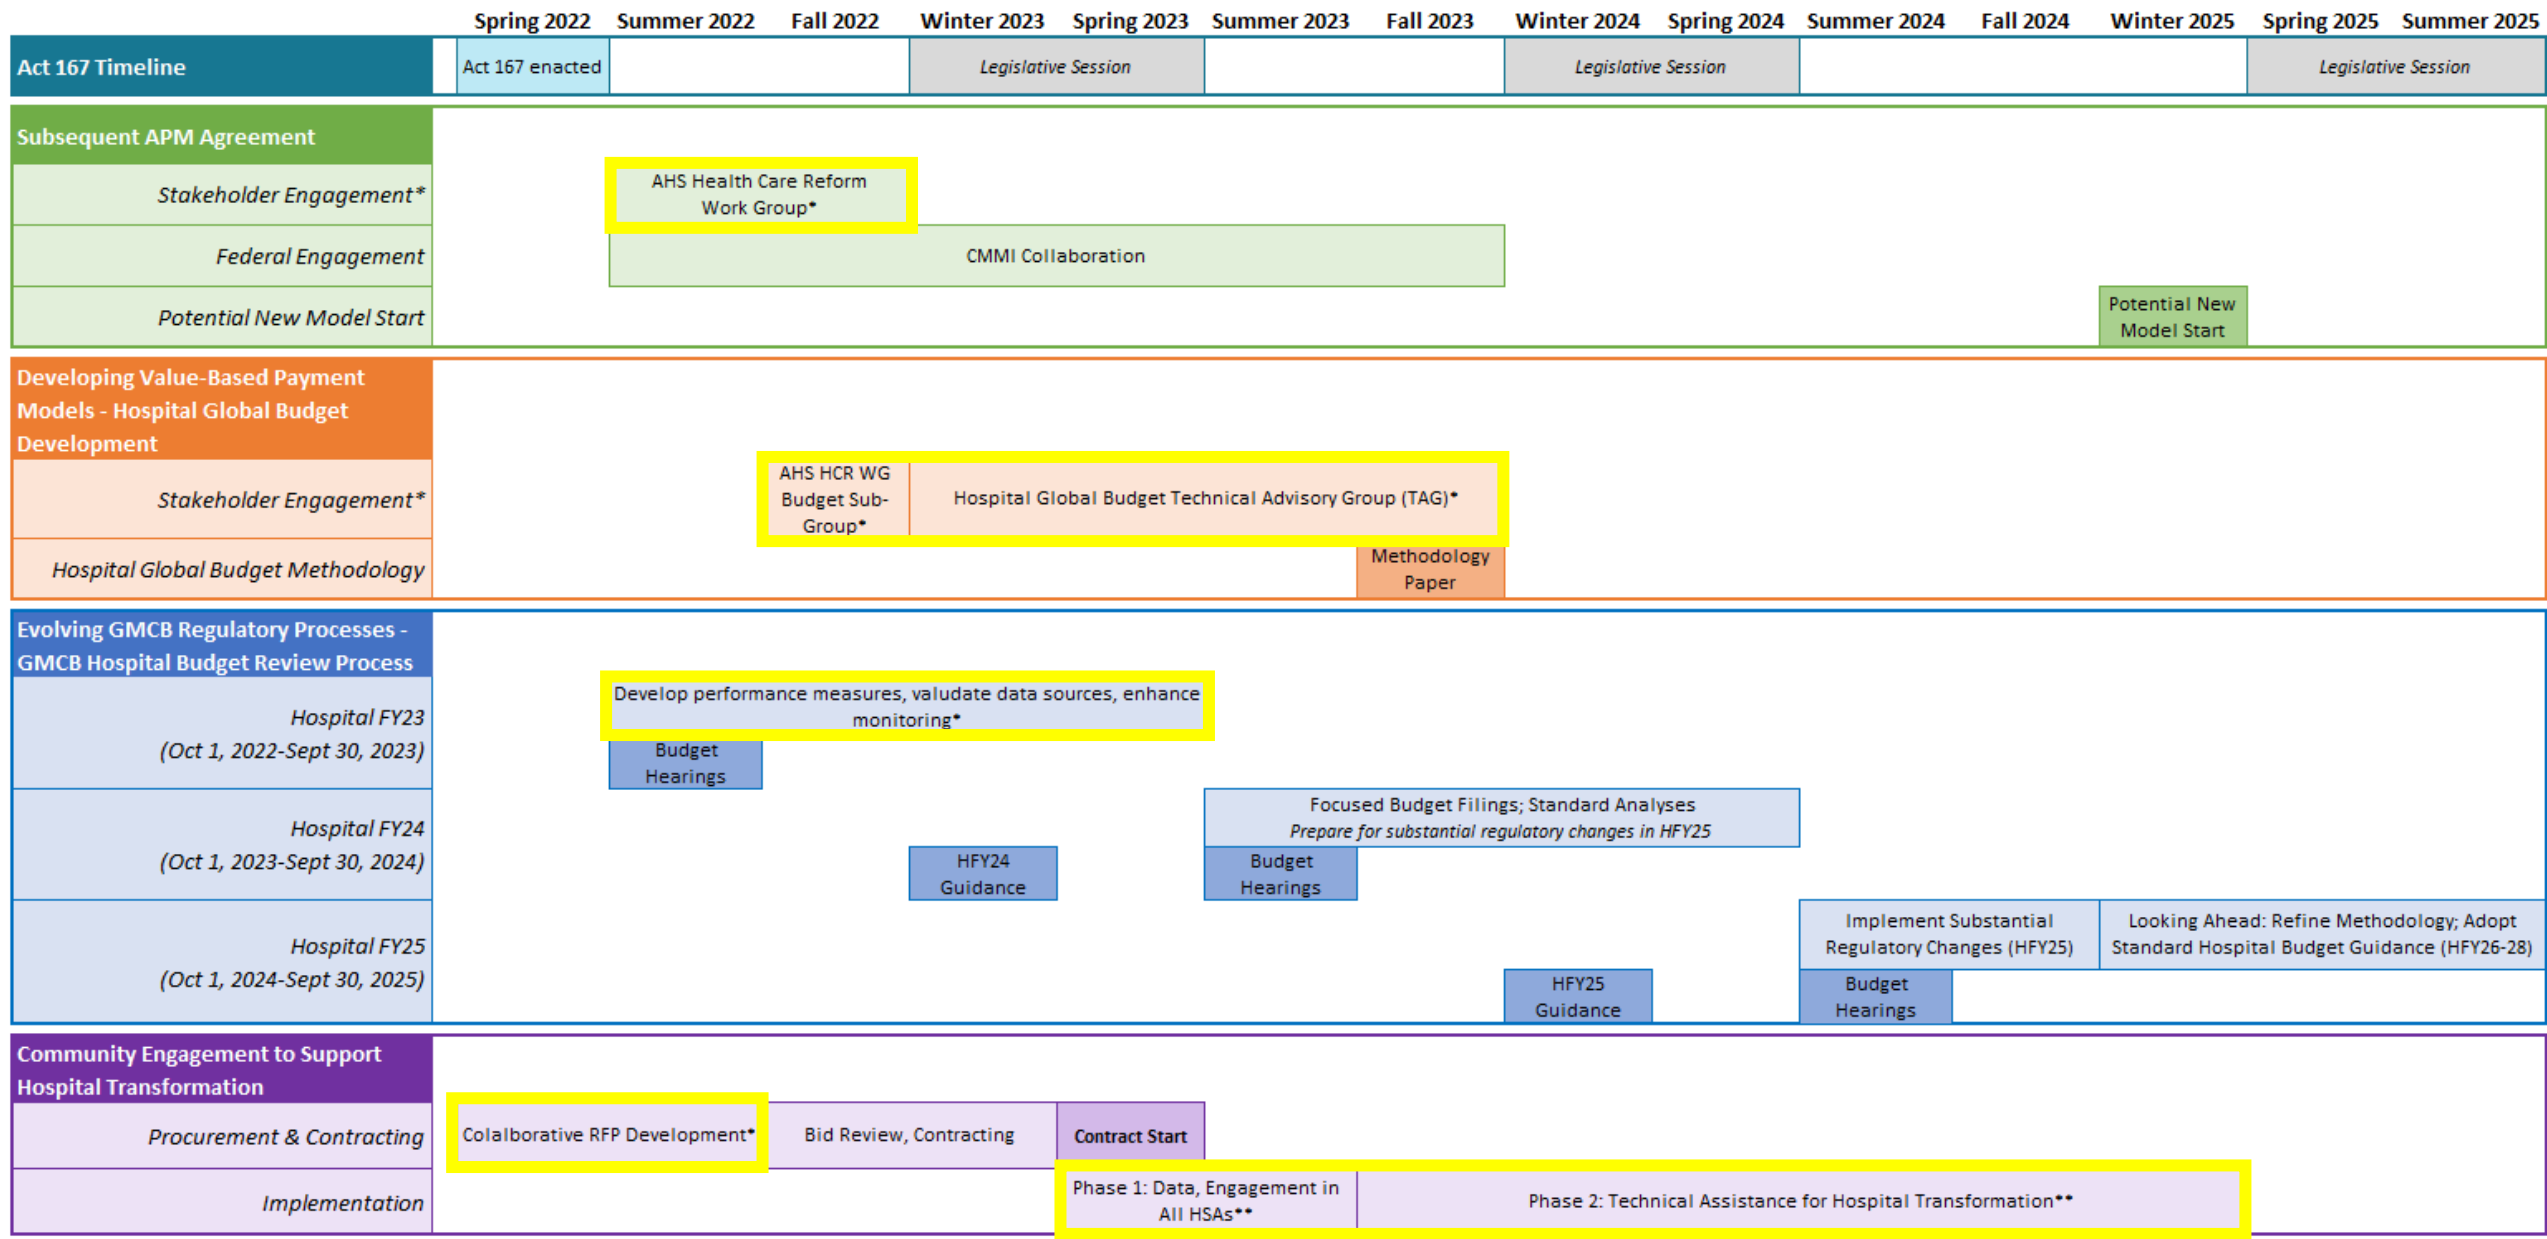 Spring 2022 Summer 2022 Fall 2022 Winter 2023 Spring 2023 Summer 2023 Fall 2023 Winter 2024 Spring 2024 Summer 2024 Fall 2024 Winter 2025 Spring 2025 Summer 2025
Act 167 Timeline
Act 167 enacted
Legislative Session
Legislative Session
Legislative Session
Subsequent APM Agreement
Stakeholder Engagement*
AHS Health Care Reform
Work Group*
Federal Engagement
CMMI Collaboration
Potential New Model Start
Potential New
Model Start
Developing Value-Based Payment
Models - Hospital Global Budget
Development
Stakeholder Engagement*
AHS HCR WG
Budget Sub-
Group*
Hospital Global Budget Technical Advisory Group (TAG)*
Hospital Global Budget Methodology
Methodology
Paper
Evolving GMCB Regulatory Processes -
GMCB Hospital Budget Review Process
Hospital FY23
(Oct 1, 2022-Sept 30, 2023)
Develop performance measures, valudate data sources, enhance
monitoring*
Budget
Hearings
Hospital FY24
(Oct 1, 2023-Sept 30, 2024)
Focused Budget Filings; Standard Analyses
Prepare for substantial regulatory changes in HFY25
HFY24
Guidance
Budget
Hearings
Hospital FY25
(Oct 1, 2024-Sept 30, 2025)
Implement Substantial
Regulatory Changes (HFY25)
Looking Ahead: Refine Methodology; Adopt
Standard Hospital Budget Guidance (HFY26-28)
HFY25
Guidance
Budget
Hearings
Community Engagement to Support
Hospital Transformation
Procurement & Contracting
Colalborative RFP Development*
Bid Review, Contracting
Contract Start
Implementation
Phase 1: Data, Engagement in
All HSAs**
Phase 2: Technical Assistance for Hospital Transformation**